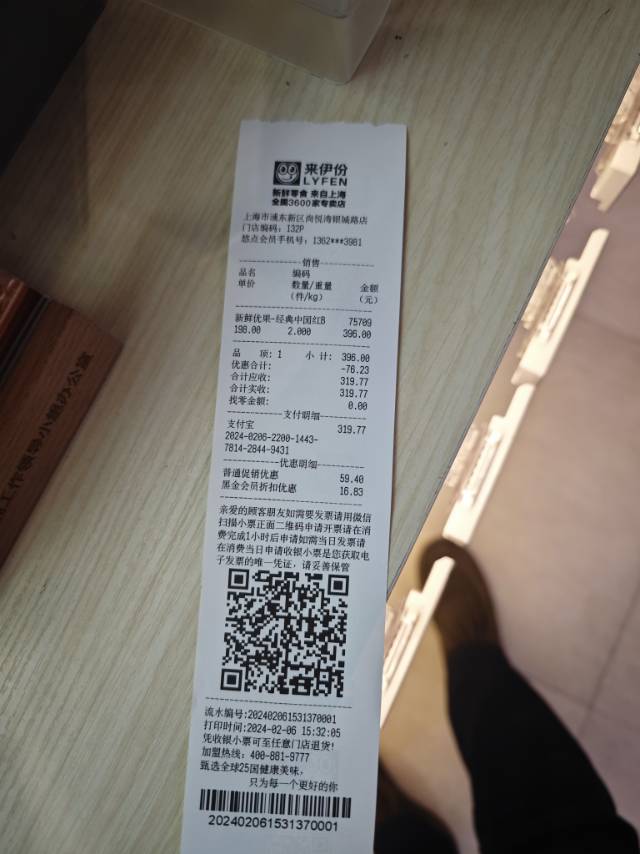 来伊份
LYFEN
新鲜零食 来自上海
全国3600家专卖店
上海市浦东新区尚悦湾银城路店
门店编码：132P
悠点会员手机号：1362***3981
销售
品名 编码
单价 数量/重量 金额
(件/kg) (元)
新鲜优果-经典中国红B 75709
198.00 2.000 396.00
品 项: 1 小 计: 396.00
优惠合计: -76.23
合计应收: 319.77
合计实收: 319.77
找零金额: 0.00
支付明细
支付宝 319.77
2024-0206-2200-1443-
7814-2844-9431
优惠明细
普通促销优惠 59.40
黑金会员折扣优惠 16.83
亲爱的顾客朋友如需要发票请用微信
扫描小票正面二维码申请开票请在消
费完成1小时后申请如需当日发票请
在消费当日申请收银小票是您获取电
子发票的唯一凭证，请妥善保管
流水编号:202402061531370001
打印时间:2024-02-06 15:32:05
凭收银小票可至任意门店退货!
加盟热线：400-881-9777
甄选全球25国健康美味，
只为每一个更好的你
202402061531370001
工作领导小组办公室